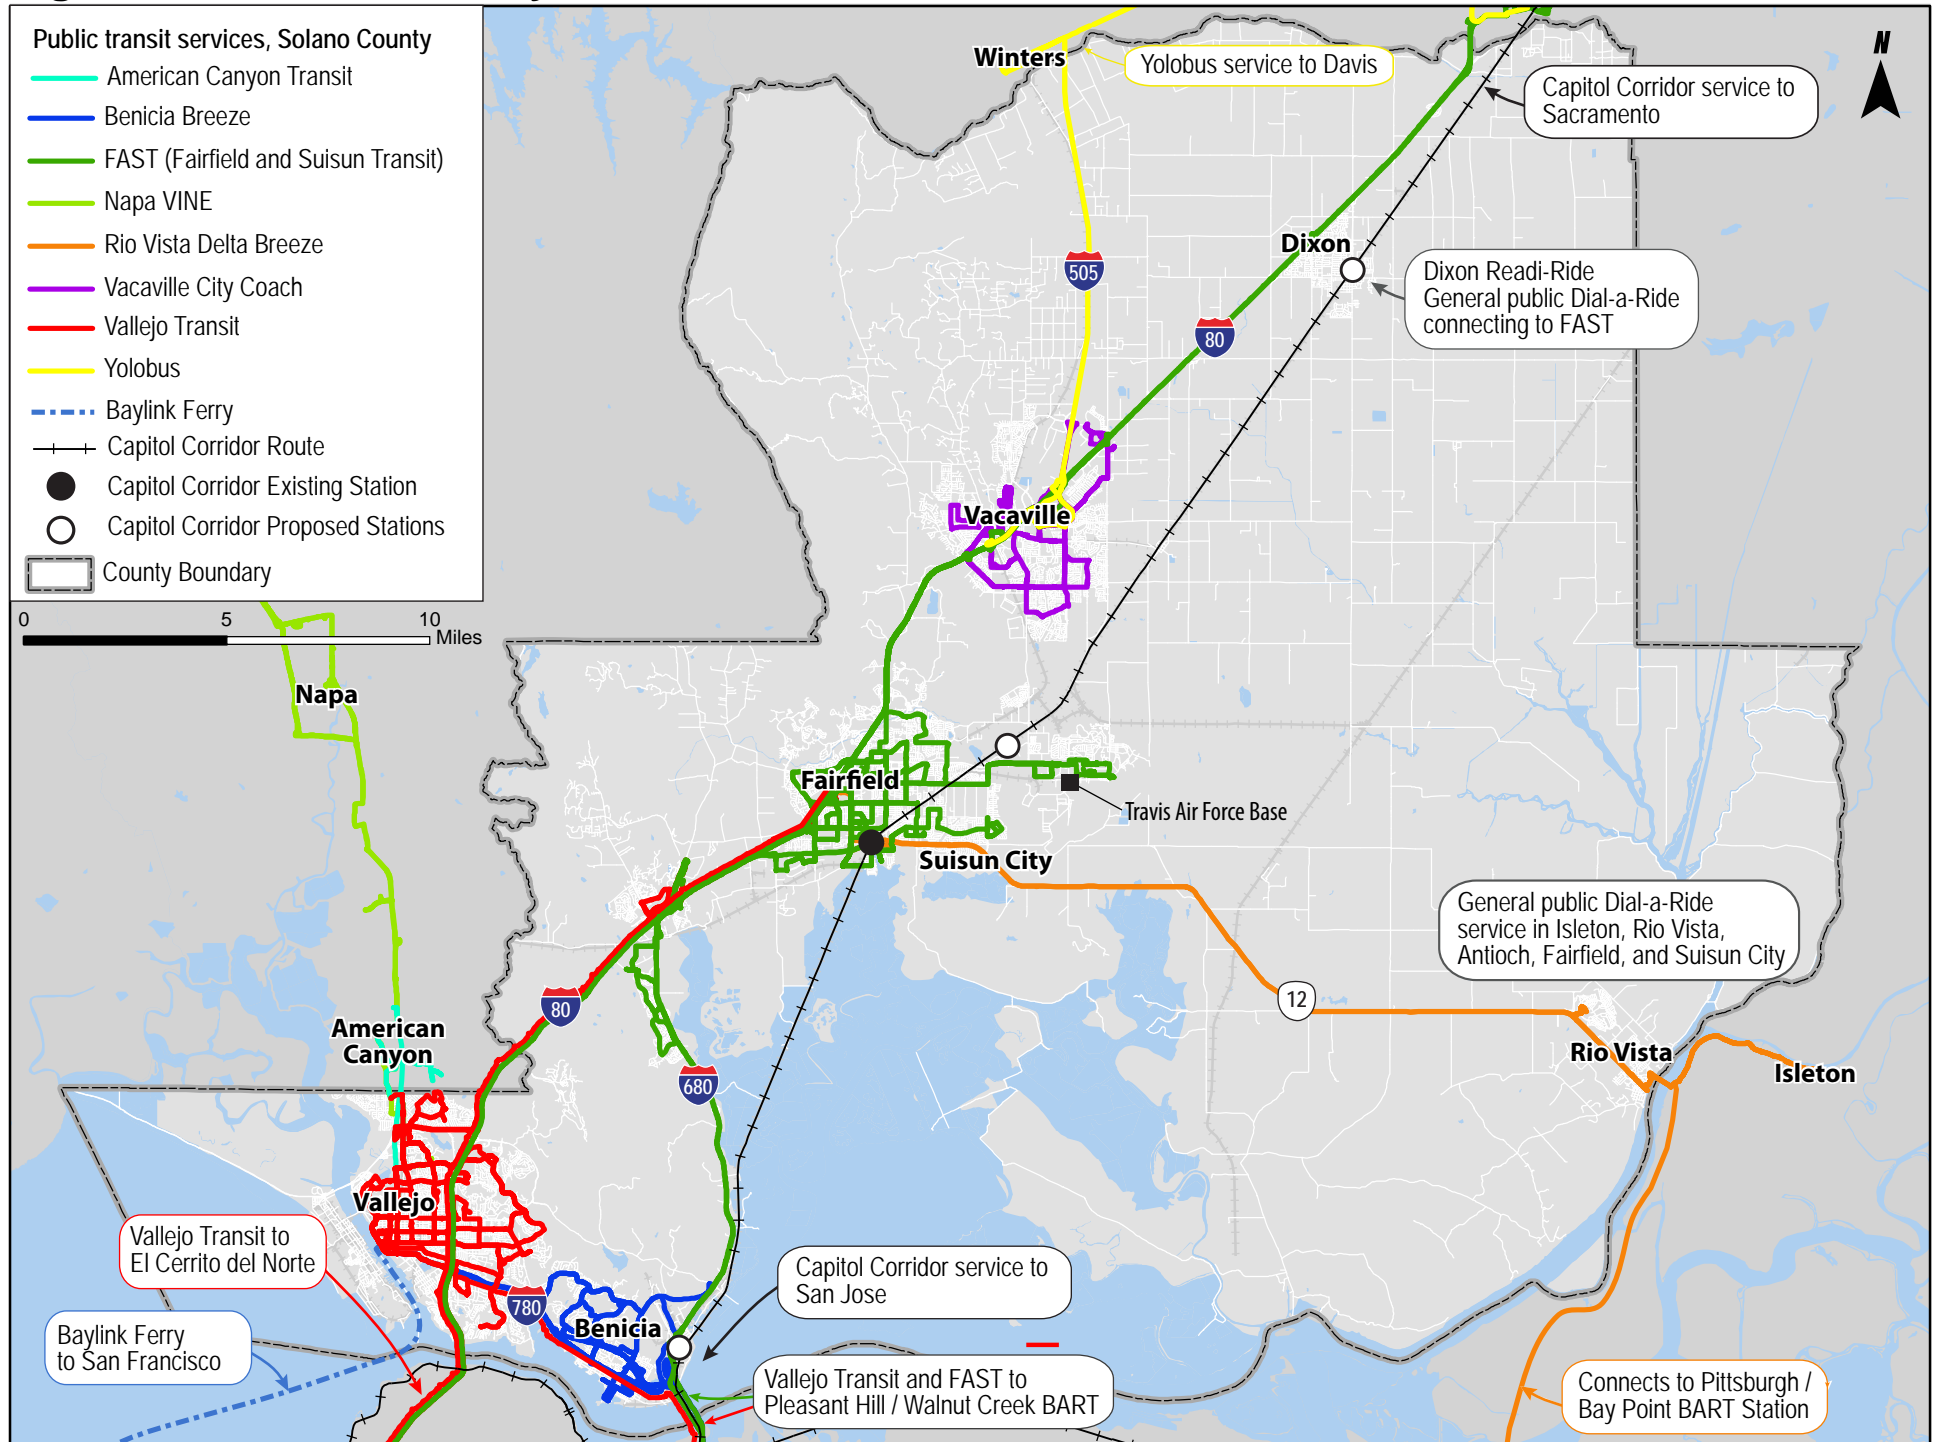 Public transit services, Solano County
American Canyon Transit
Benicia Breeze
FAST (Fairfield and Suisun Transit)
Napa VINE
Rio Vista Delta Breeze
Vacaville City Coach
Vallejo Transit
Yolobus
Baylink Ferry
Capitol Corridor Route
Capitol Corridor Existing Station
Capitol Corridor Proposed Stations
County Boundary
0 5 10
Miles
N
Winters
Yolobus service to Davis
Capitol Corridor service to
Sacramento
Dixon
505
80
Dixon Readi-Ride
General public Dial-a-Ride
connecting to FAST
Vacaville
Napa
Fairfield
Travis Air Force Base
Suisun City
General public Dial-a-Ride
service in Isleton, Rio Vista,
Antioch, Fairfield, and Suisun City
80
12
American
Canyon
Rio Vista
Isleton
680
Vallejo
Vallejo Transit to
El Cerrito del Norte
Capitol Corridor service to
San Jose
780
Benicia
Baylink Ferry
to San Francisco
Vallejo Transit and FAST to
Pleasant Hill / Walnut Creek BART
Connects to Pittsburgh /
Bay Point BART Station